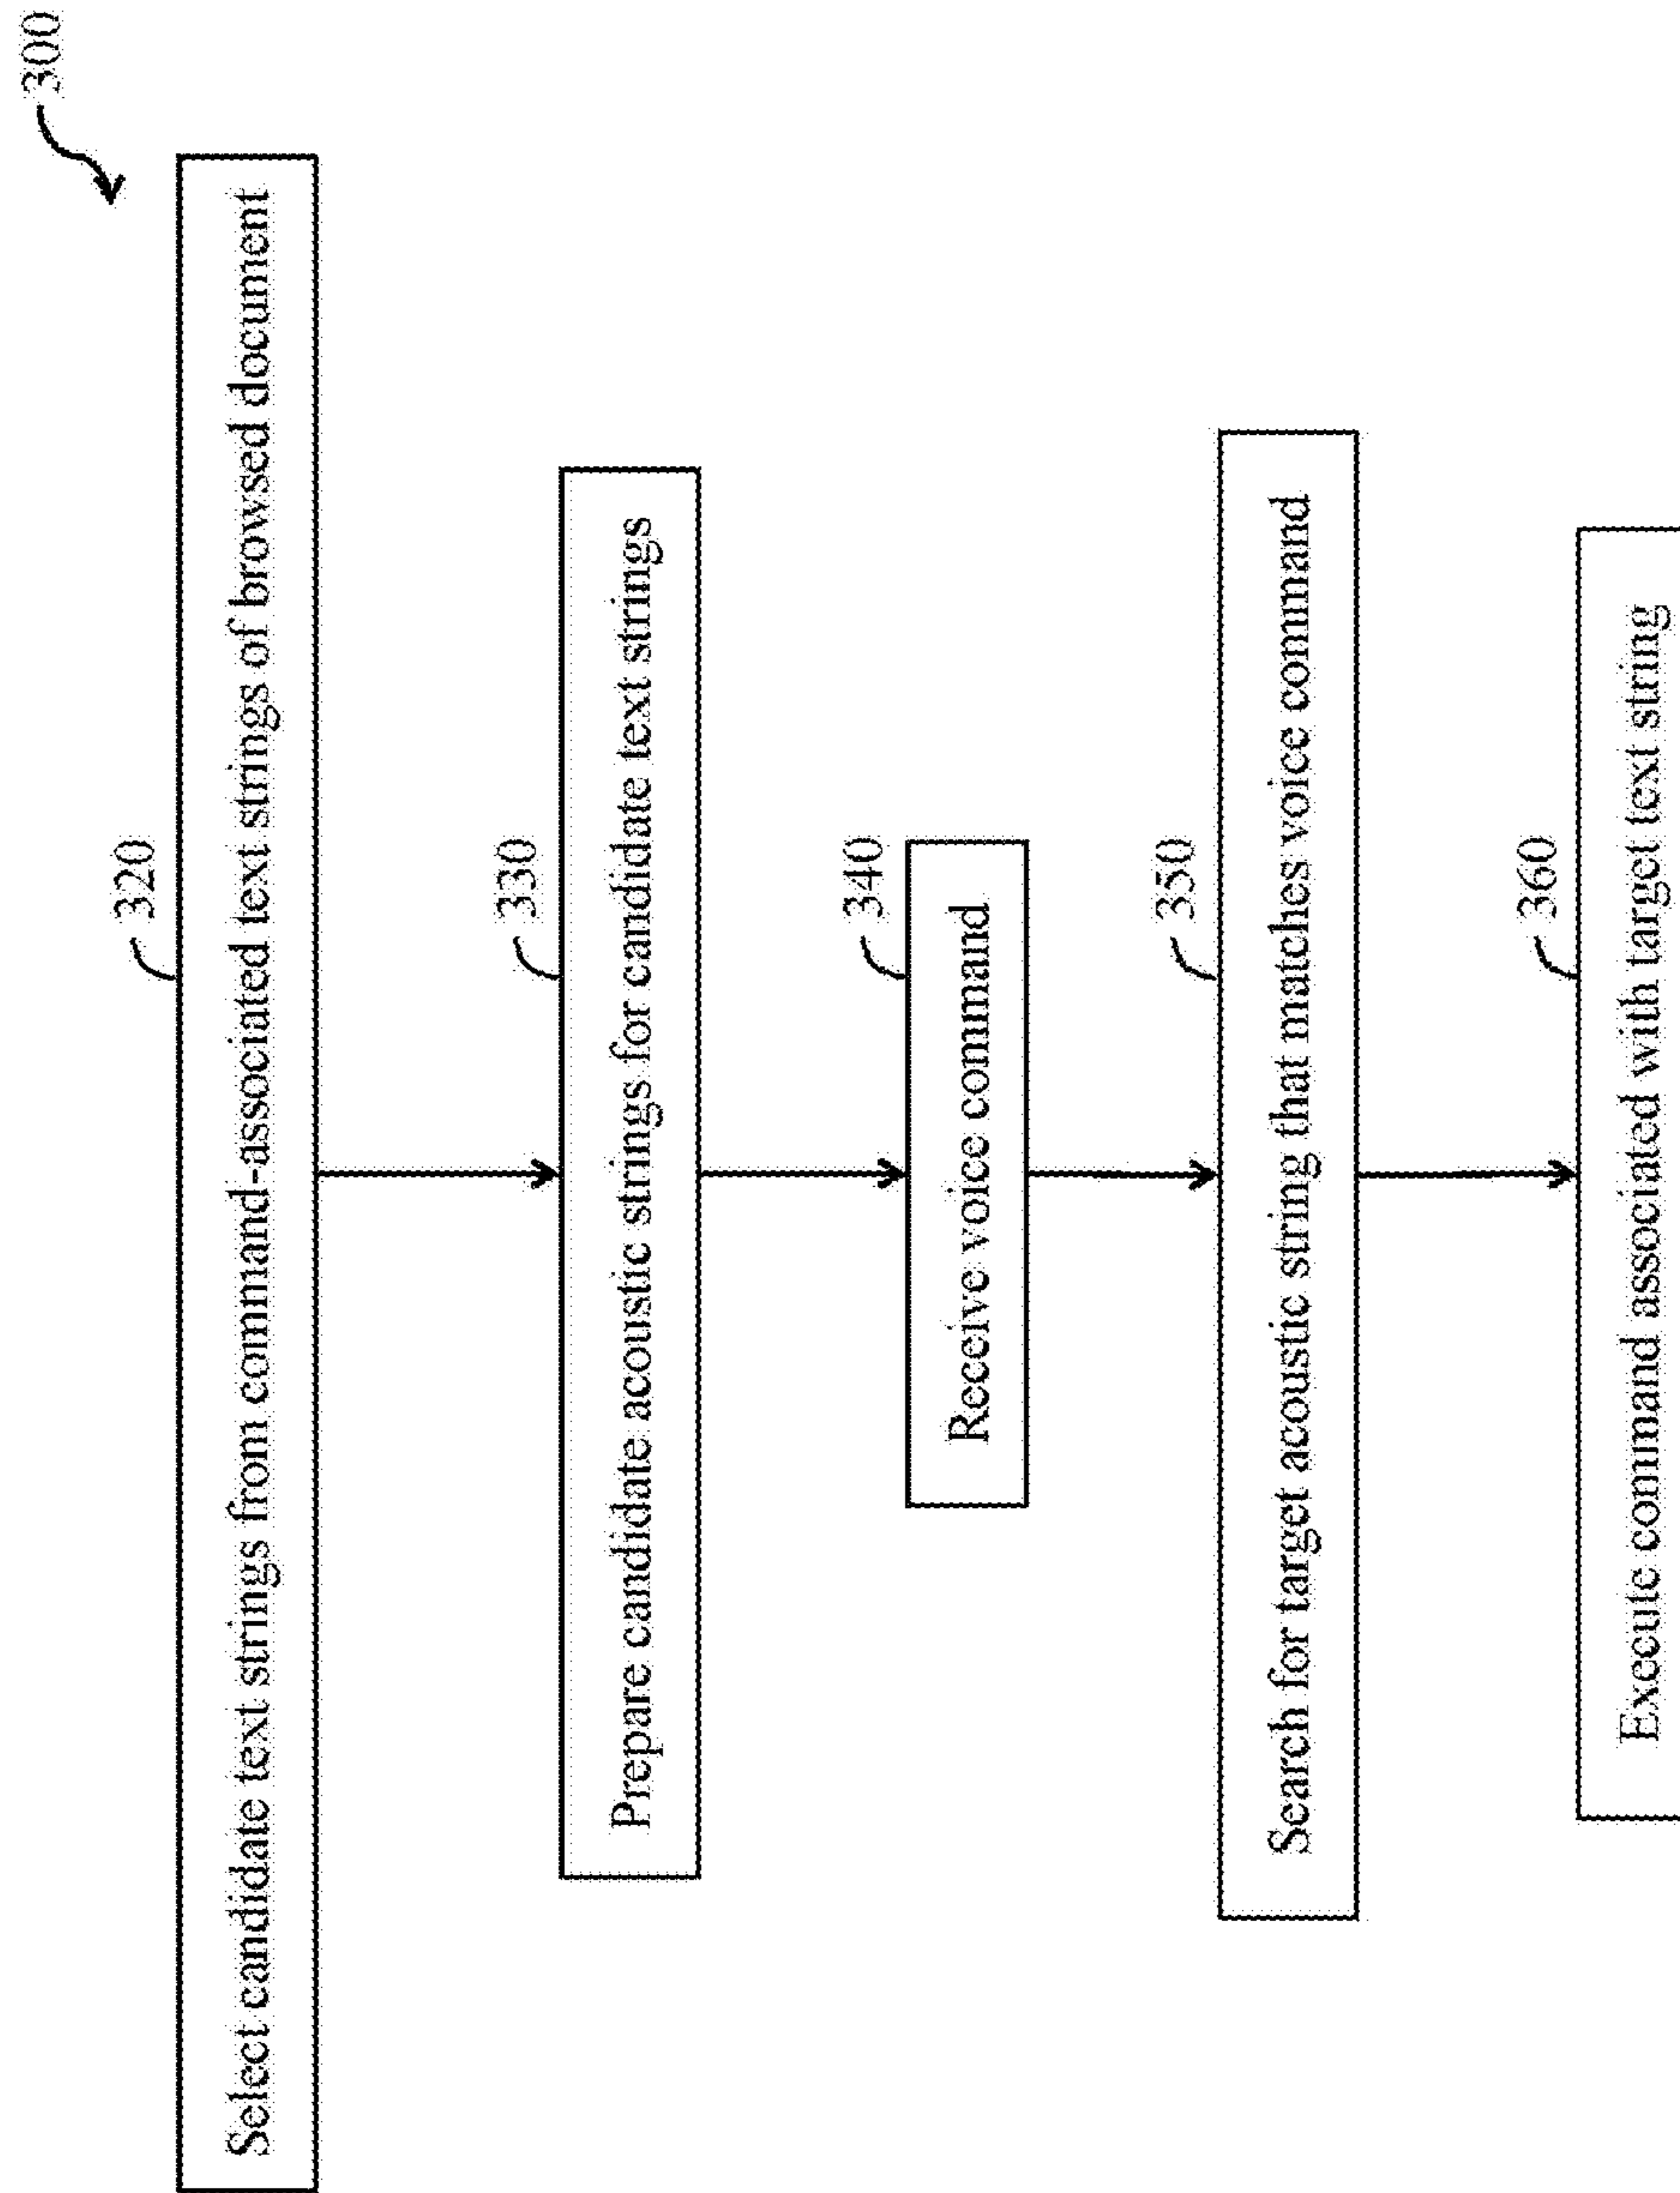 300
320
Select candidate text strings from command-associated text strings of browsed document
330
Prepare candidate acoustic strings for candidate text strings
340
Receive voice command
350
Search for target acoustic string that matches voice command
360
Execute command associated with target text string